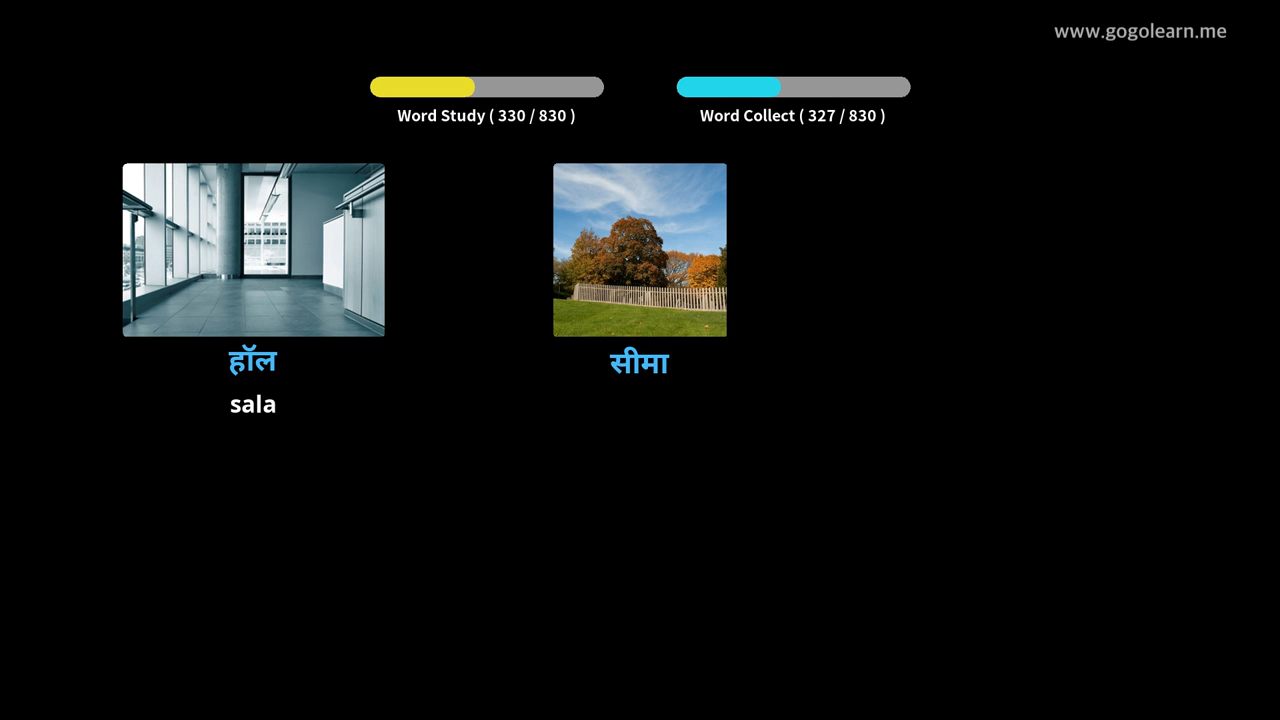 www.gogolearn.me
Word Study ( 330 / 830 )
Word Collect ( 327 / 830 )
हॉल
सीमा
sala